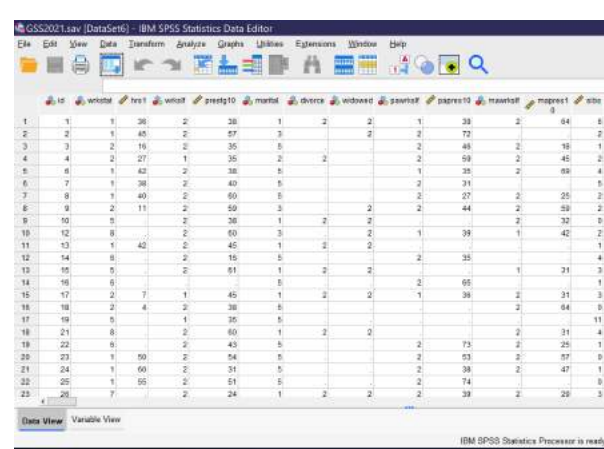 GSS2021.sav [DataSet6] - IBM SPSS Statistics Data Editor
File Edit View Data Transform Analyze Graphs Utilities Extensions Window Help
id wrkstat hrs1 wrkslf prestg10 marital divorce widowed pawrkslf papres10 mawrkslf mapres10 sibs
1 1 1 36 2 38 1 2 2 1 39 2 64 6
2 2 1 45 2 57 3 . 2 2 72 . . 2
3 3 2 16 2 35 5 . . 2 46 2 16 1
4 4 2 27 1 35 2 2 . 2 59 2 45 2
5 6 1 42 2 38 5 . . 1 35 2 69 4
6 7 1 38 2 40 5 . . 2 31 . . 5
7 8 1 40 2 60 5 . . 2 27 2 25 2
8 9 2 11 2 59 3 . 2 2 44 2 59 2
9 10 5 . 2 38 1 2 2 . . 2 32 0
10 12 8 . 2 60 3 . 2 1 39 1 42 2
11 13 1 42 2 45 1 2 2 . . . . 1
12 14 6 . 2 16 5 . . 2 35 . . 4
13 15 5 . 2 61 1 2 2 . . 1 31 3
14 16 6 . . . 5 . . 2 65 . . 1
15 17 2 7 1 45 1 2 2 1 36 2 31 3
16 18 2 4 2 38 5 . . . . 2 64 0
17 19 5 . 1 35 5 . . . . . . 11
18 21 8 . 2 60 1 2 2 . . 2 31 4
19 22 6 . 2 43 5 . . 2 73 2 25 1
20 23 1 50 2 54 5 . . 2 53 2 57 0
21 24 1 60 2 31 5 . . 2 38 2 47 1
22 25 1 55 2 51 5 . . 2 74 . . 0
23 26 7 . 2 24 1 2 2 2 39 2 29 3
Data View Variable View
IBM SPSS Statistics Processor is ready